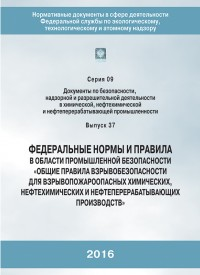 Нормативные документы в сфере деятельности
Федеральной службы по экологическому,
технологическому и атомному надзору
Серия 09
Документы по безопасности,
надзорной и разрешительной деятельности
в химической, нефтехимической
и нефтеперерабатывающей промышленности
Выпуск 37
ФЕДЕРАЛЬНЫЕ НОРМЫ И ПРАВИЛА
В ОБЛАСТИ ПРОМЫШЛЕННОЙ БЕЗОПАСНОСТИ
«ОБЩИЕ ПРАВИЛА ВЗРЫВОБЕЗОПАСНОСТИ
ДЛЯ ВЗРЫВОПОЖАРООПАСНЫХ ХИМИЧЕСКИХ,
НЕФТЕХИМИЧЕСКИХ И НЕФТЕПЕРЕРАБАТЫВАЮЩИХ
ПРОИЗВОДСТВ»
2016